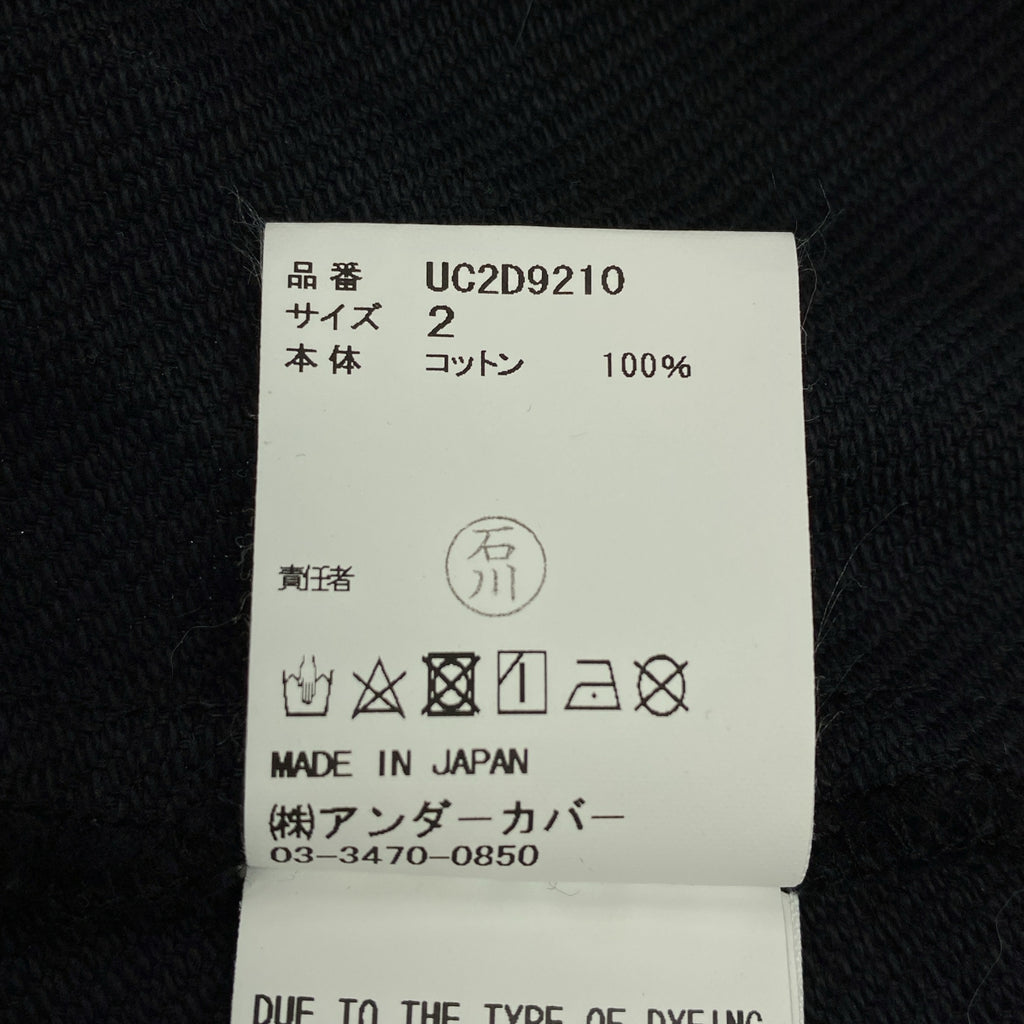 品番 UC2D9210
サイズ 2
本体 コットン 100%
責任者 石川
MADE IN JAPAN
(株)アンダーカバー
03-3470-0850
DUE TO THE TYPE OF DYEING